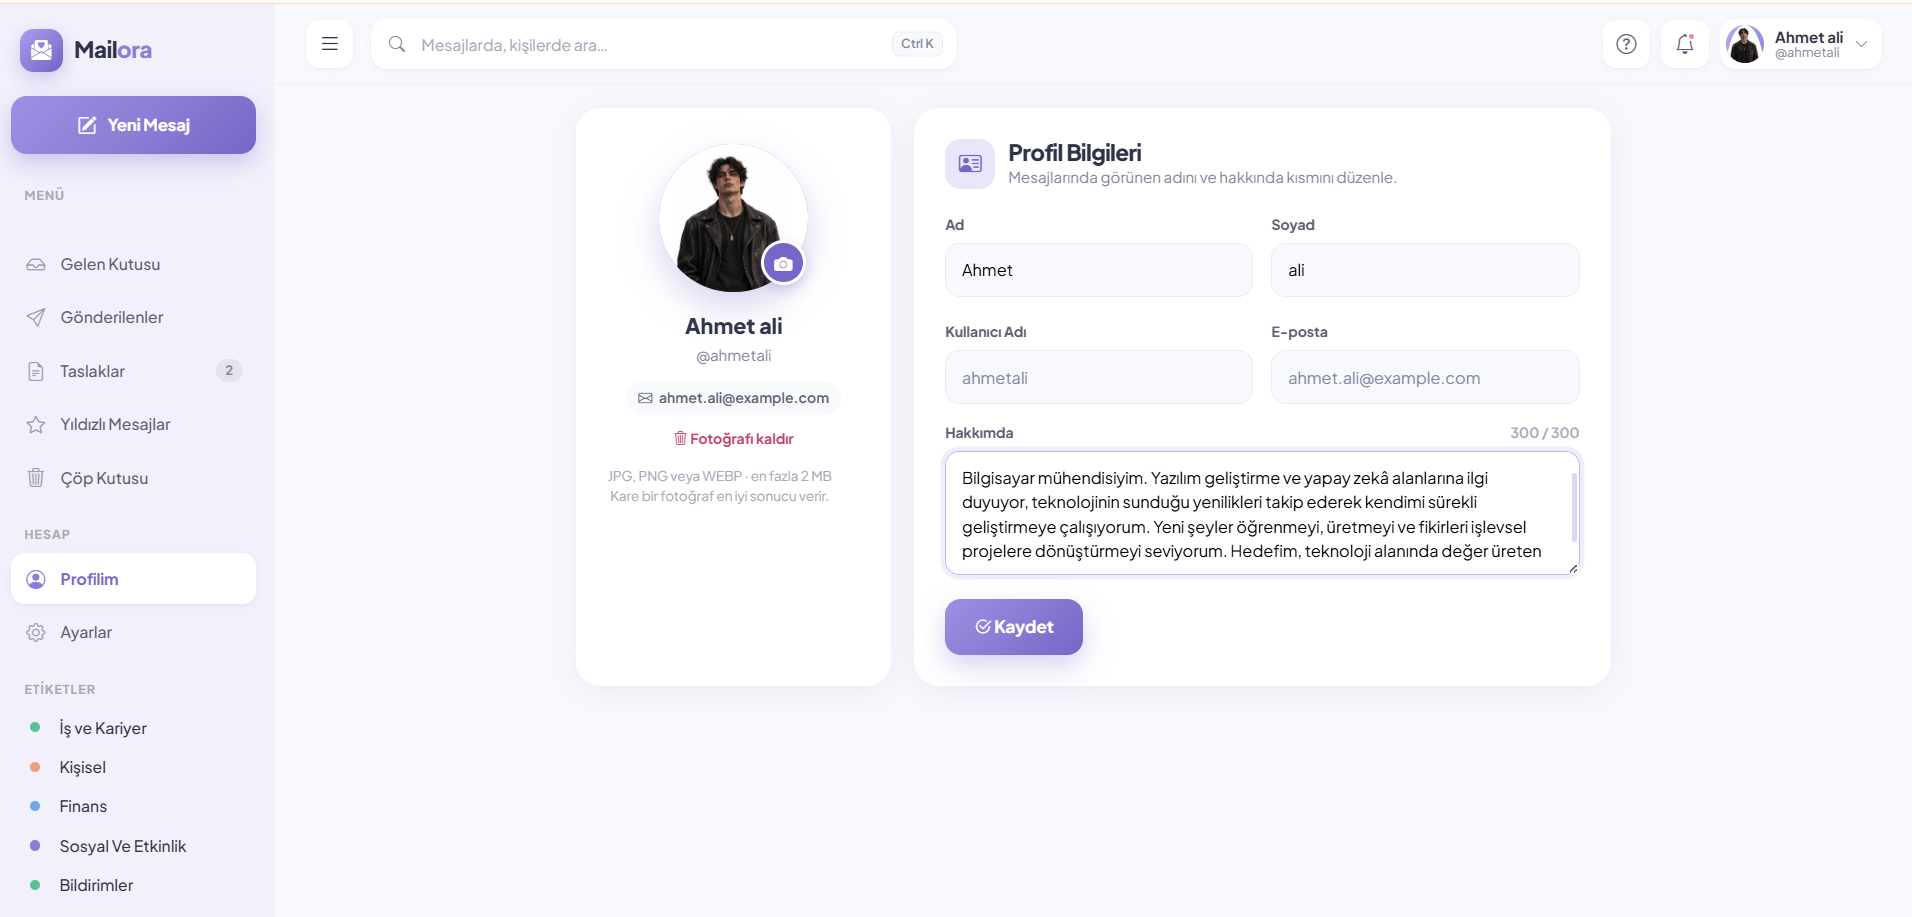 Mailora
Yeni Mesaj
MENÜ
Gelen Kutusu
Gönderilenler
Taslaklar
2
Yıldızlı Mesajlar
Çöp Kutusu
HESAP
Profilim
Ayarlar
ETİKETLER
İş ve Kariyer
Kişisel
Finans
Sosyal Ve Etkinlik
Bildirimler
Mesajlarda, kişilerde ara...
Ctrl K
Ahmet ali
@ahmetali
Ahmet ali
@ahmetali
ahmet.ali@example.com
Fotoğrafı kaldır
JPG, PNG veya WEBP · en fazla 2 MB
Kare bir fotoğraf en iyi sonucu verir.
Profil Bilgileri
Mesajlarında görünen adını ve hakkında kısmını düzenle.
Ad
Ahmet
Soyad
ali
Kullanıcı Adı
ahmetali
E-posta
ahmet.ali@example.com
Hakkımda
300 / 300
Bilgisayar mühendisiyim. Yazılım geliştirme ve yapay zekâ alanlarına ilgi
duyuyor, teknolojinin sunduğu yenilikleri takip ederek kendimi sürekli
geliştirmeye çalışıyorum. Yeni şeyler öğrenmeyi, üretmeyi ve fikirleri işlevsel
projelere dönüştürmeyi seviyorum. Hedefim, teknoloji alanında değer üreten
Kaydet